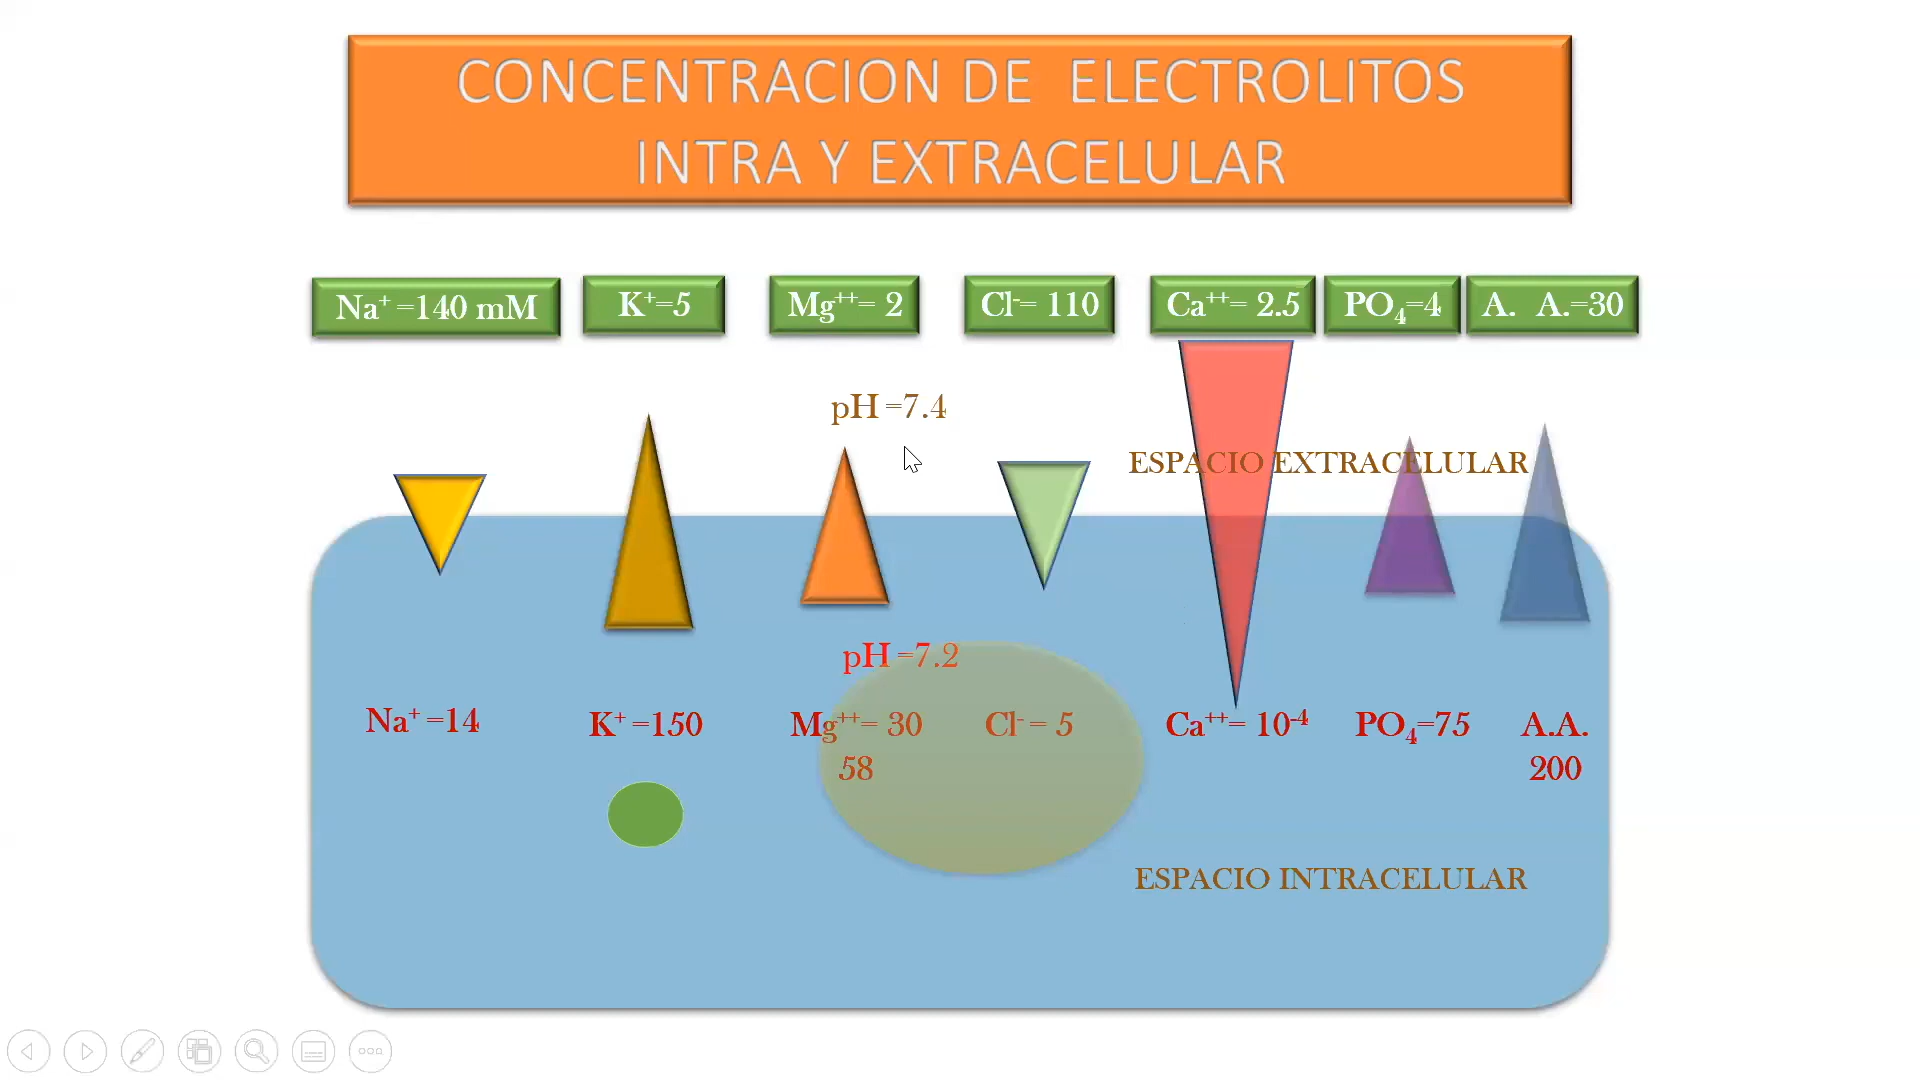 CONCENTRACION DE ELECTROLITOS
INTRA Y EXTRACELULAR
Na⁺ =140 mM
K⁺=5
Mg⁺⁺= 2
Cl⁻= 110
Ca⁺⁺= 2.5
PO₄=4
A. A.=30
pH =7.4
ESPACIO EXTRACELULAR
pH =7.2
Na⁺ =14
K⁺ =150
Mg⁺⁺= 30
58
Cl⁻ = 5
Ca⁺⁺= 10⁻⁴
PO₄=75
A.A.
200
ESPACIO INTRACELULAR